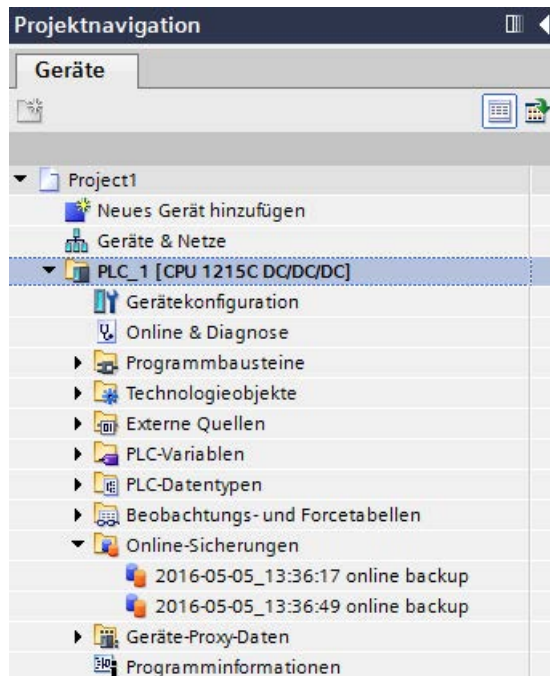 Projektnavigation
Geräte
Project1
Neues Gerät hinzufügen
Geräte & Netze
PLC_1 [CPU 1215C DC/DC/DC]
Gerätekonfiguration
Online & Diagnose
Programmbausteine
Technologieobjekte
Externe Quellen
PLC-Variablen
PLC-Datentypen
Beobachtungs- und Forcetabellen
Online-Sicherungen
2016-05-05_13:36:17 online backup
2016-05-05_13:36:49 online backup
Geräte-Proxy-Daten
Programminformationen